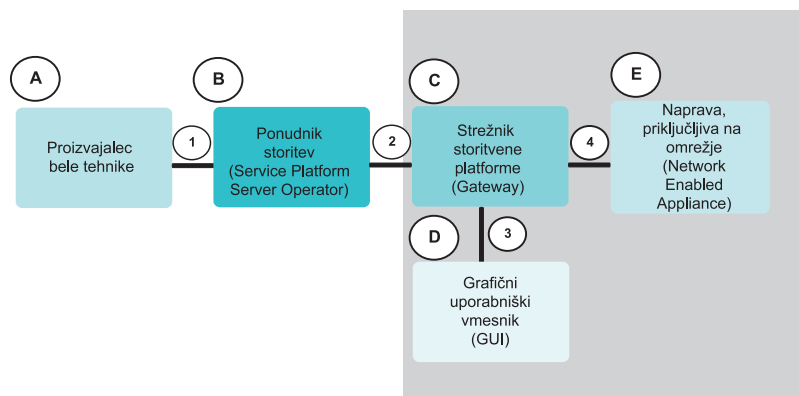 A
Proizvajalec
bele tehnike
1
B
Ponudnik
storitev
(Service Platform
Server Operator)
2
C
Strežnik
storitvene
platforme
(Gateway)
4
E
Naprava,
priključljiva na
omrežje
(Network
Enabled
Appliance)
3
D
Grafični
uporabniški
vmesnik
(GUI)